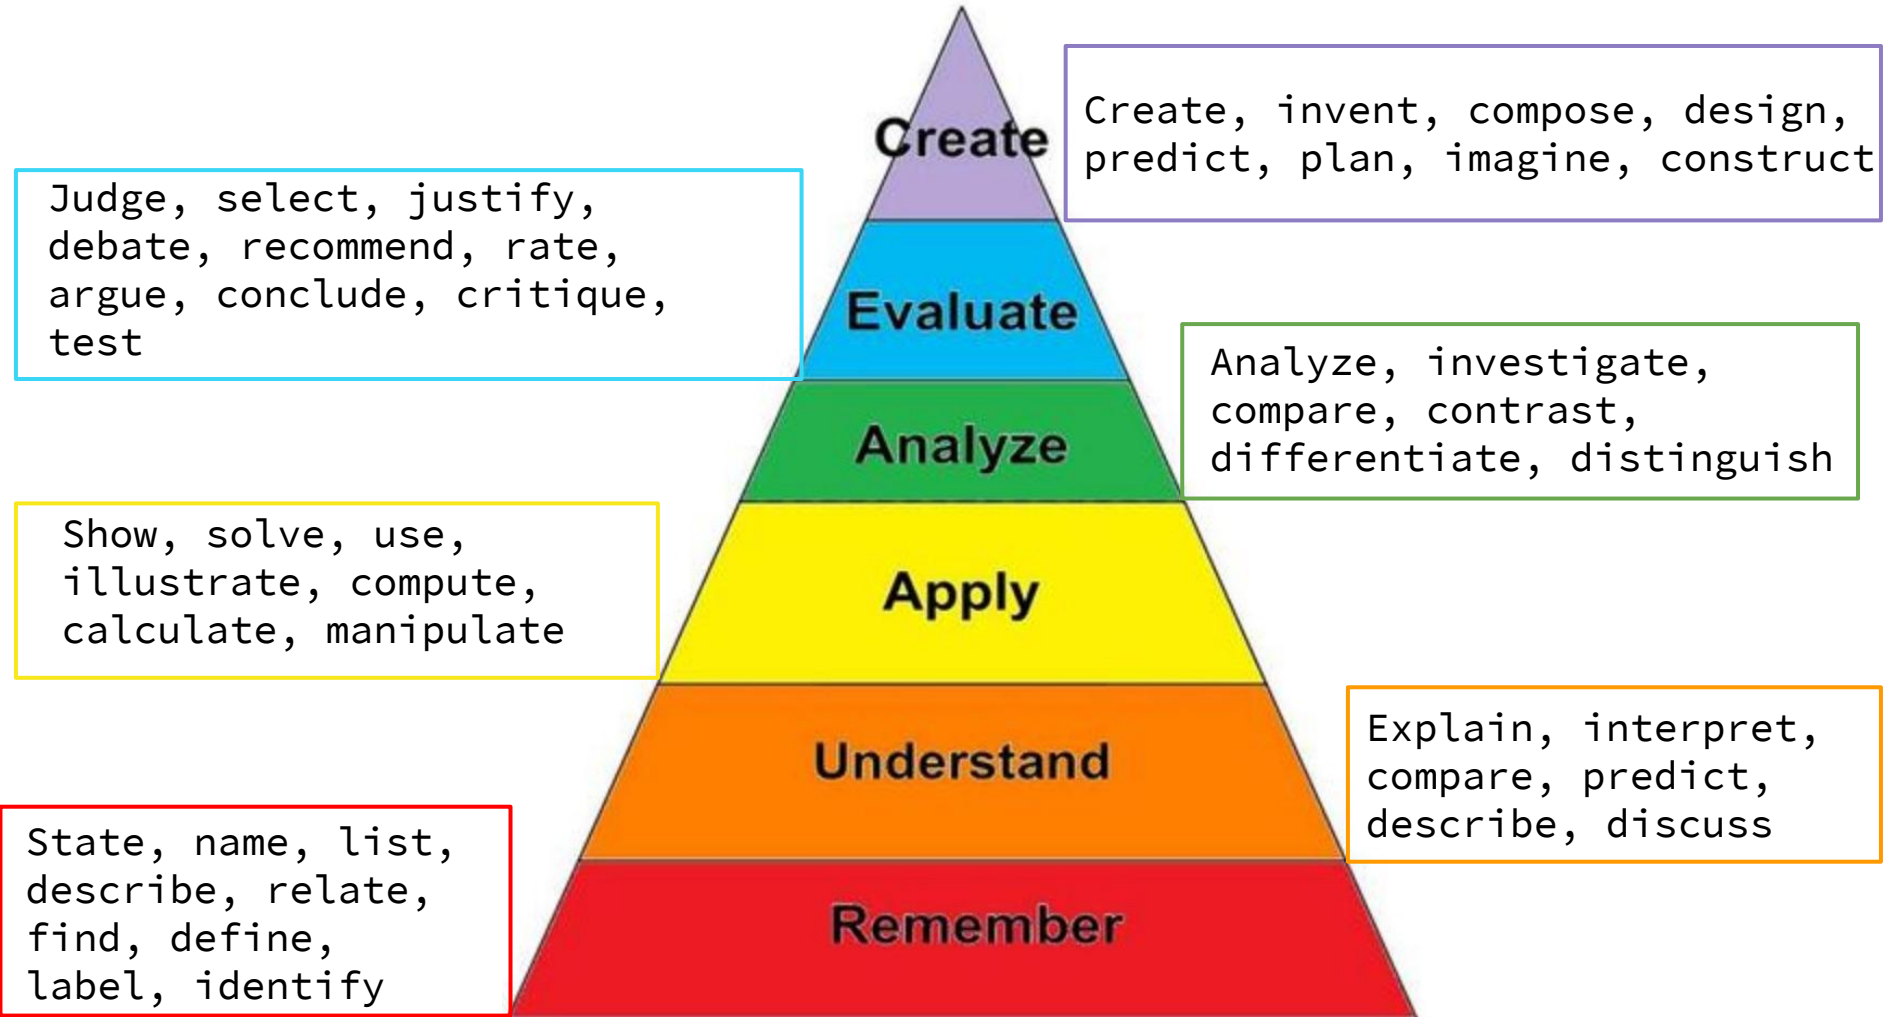 Create
Create, invent, compose, design,
predict, plan, imagine, construct
Judge, select, justify,
debate, recommend, rate,
argue, conclude, critique,
test
Evaluate
Analyze, investigate,
compare, contrast,
differentiate, distinguish
Analyze
Show, solve, use,
illustrate, compute,
calculate, manipulate
Apply
Explain, interpret,
compare, predict,
describe, discuss
Understand
State, name, list,
describe, relate,
find, define,
label, identify
Remember